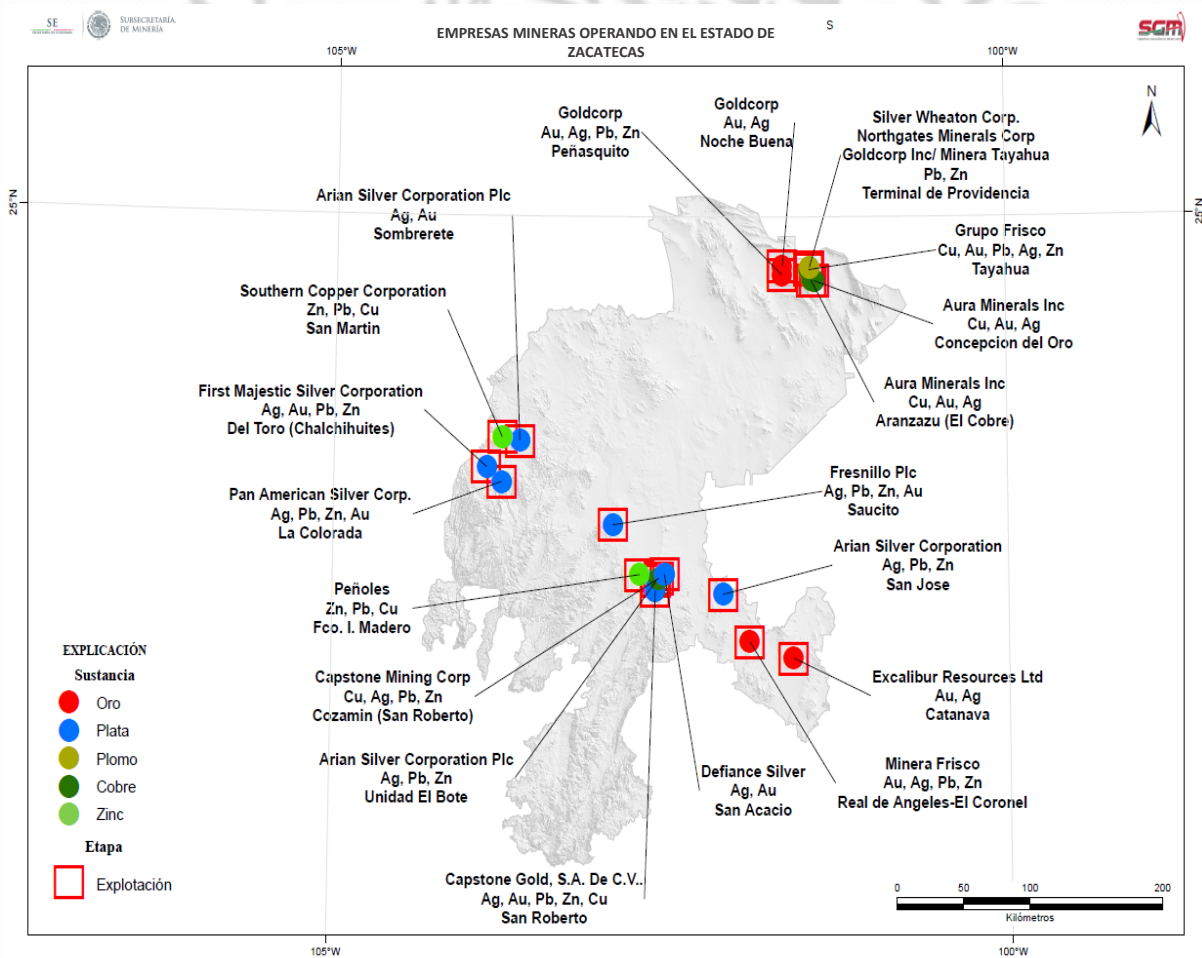 SE
SUBSECRETARÍA
DE MINERÍA
EMPRESAS MINERAS OPERANDO EN EL ESTADO DE
ZACATECAS
S
SGM
105°W
100°W
25°N
25°N
N
Goldcorp
Au, Ag, Pb, Zn
Peñasquito
Goldcorp
Au, Ag
Noche Buena
Silver Wheaton Corp.
Northgates Minerals Corp
Goldcorp Inc/ Minera Tayahua
Pb, Zn
Terminal de Providencia
Arian Silver Corporation Plc
Ag, Au
Sombrerete
Grupo Frisco
Cu, Au, Pb, Ag, Zn
Tayahua
Southern Copper Corporation
Zn, Pb, Cu
San Martin
Aura Minerals Inc
Cu, Au, Ag
Concepcion del Oro
First Majestic Silver Corporation
Ag, Au, Pb, Zn
Del Toro (Chalchihuites)
Aura Minerals Inc
Cu, Au, Ag
Aranzazu (El Cobre)
Pan American Silver Corp.
Ag, Pb, Zn, Au
La Colorada
Fresnillo Plc
Ag, Pb, Zn, Au
Saucito
Arian Silver Corporation
Ag, Pb, Zn
San Jose
Peñoles
Zn, Pb, Cu
Fco. I. Madero
Capstone Mining Corp
Cu, Ag, Pb, Zn
Cozamin (San Roberto)
Excalibur Resources Ltd
Au, Ag
Catanava
Arian Silver Corporation Plc
Ag, Pb, Zn
Unidad El Bote
Defiance Silver
Ag, Au
San Acacio
Minera Frisco
Au, Ag, Pb, Zn
Real de Angeles-El Coronel
Capstone Gold, S.A. De C.V..
Ag, Au, Pb, Zn, Cu
San Roberto
EXPLICACIÓN
Sustancia
Oro
Plata
Plomo
Cobre
Zinc
Etapa
Explotación
0 50 100 200
Kilómetros
105°W
100°W